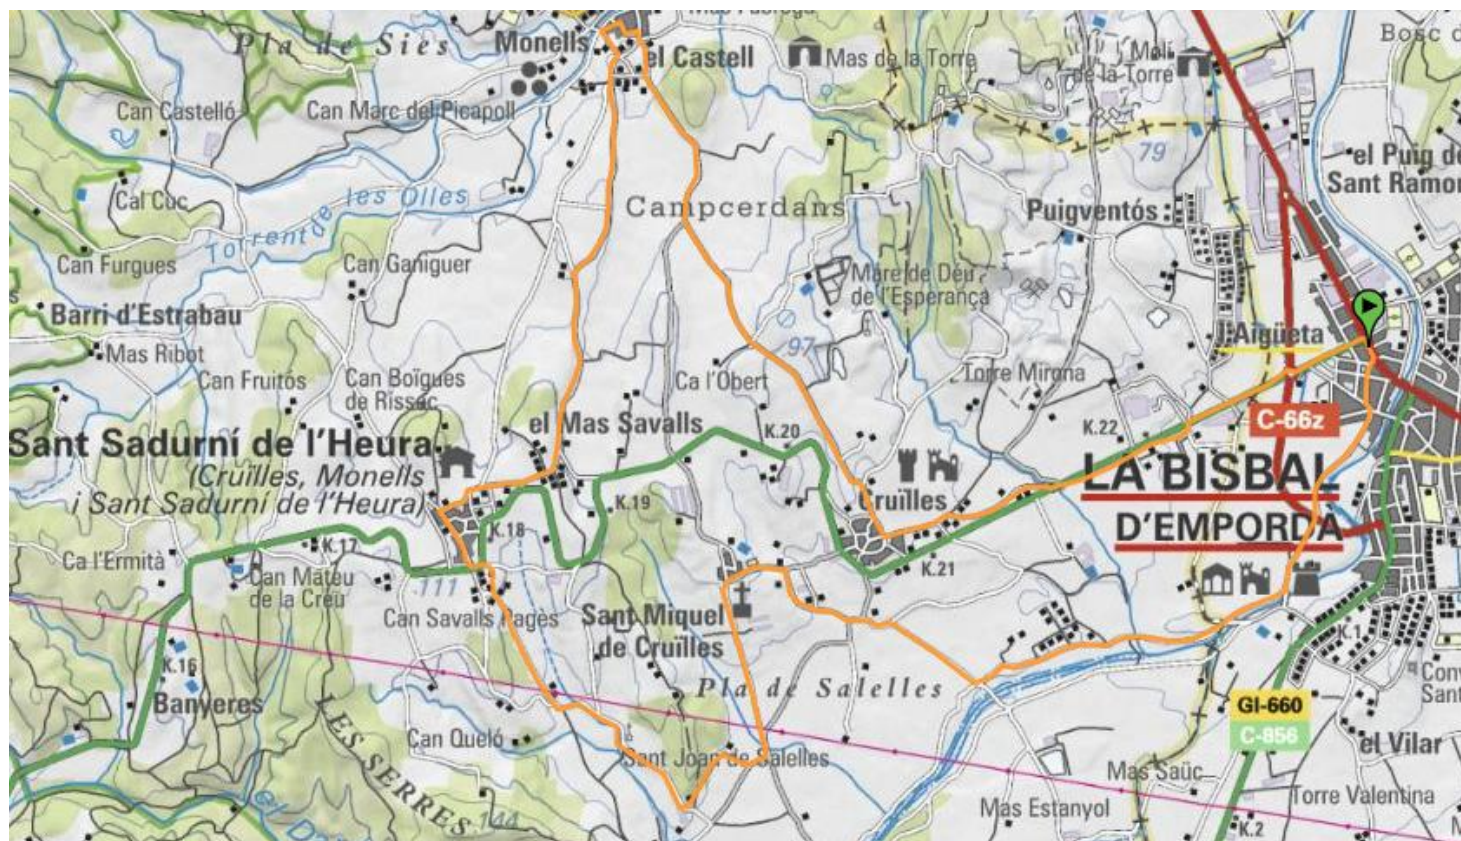 Pla de Sies
Monells
el Castell
Mas de la Torre
Molí
de la Torre
Can Castelló
Can Marc del Picapoll
79
el Puig de
Sant Ramon
Cal Cuc
Torrent de les Olles
Campcerdans
Puigventós
Can Furgues
Can Ganiguer
Mare de Déu
de l'Esperança
Barri d'Estrabau
Mas Ribot
97
l'Aigüeta
Can Fruitós
Can Boïgues
de Rissec
Ca l'Obert
Torre Mirona
el Mas Savalls
K.20
K.22
C-66z
Sant Sadurní de l'Heura
(Cruïlles, Monells
i Sant Sadurní de l'Heura)
Cruïlles
LA BISBAL
D'EMPORDÀ
K.19
K.18
K.17
K.21
Ca l'Ermità
Can Mateu
de la Creu
111
Can Savalls Pagès
Sant Miquel
de Cruïlles
K.1
K.16
Banyeres
Pla de Salelles
GI-660
C-856
Can Queló
Sant Joan de Salelles
el Vilar
LES SERRES
Mas Saüc
Mas Estanyol
Torre Valentina
144
K.2